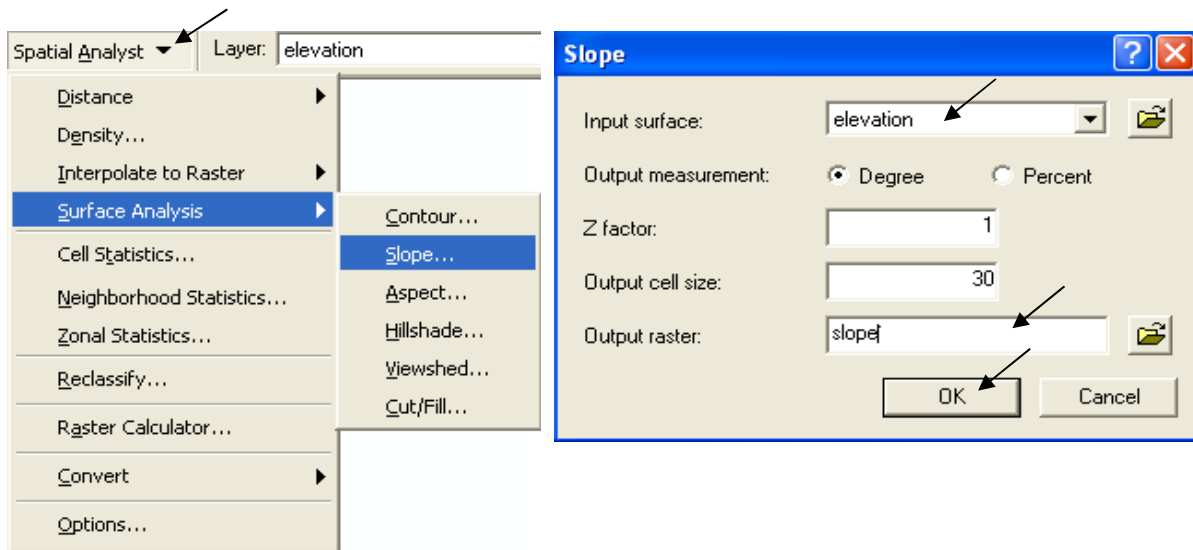 Spatial Analyst
Layer: elevation
Distance
Density...
Interpolate to Raster
Surface Analysis
Cell Statistics...
Neighborhood Statistics...
Zonal Statistics...
Reclassify...
Raster Calculator...
Convert
Options...
Contour...
Slope...
Aspect...
Hillshade...
Viewshed...
Cut/Fill...
Slope
?
Input surface: elevation
Output measurement: Degree Percent
Z factor: 1
Output cell size: 30
Output raster: slope
OK Cancel